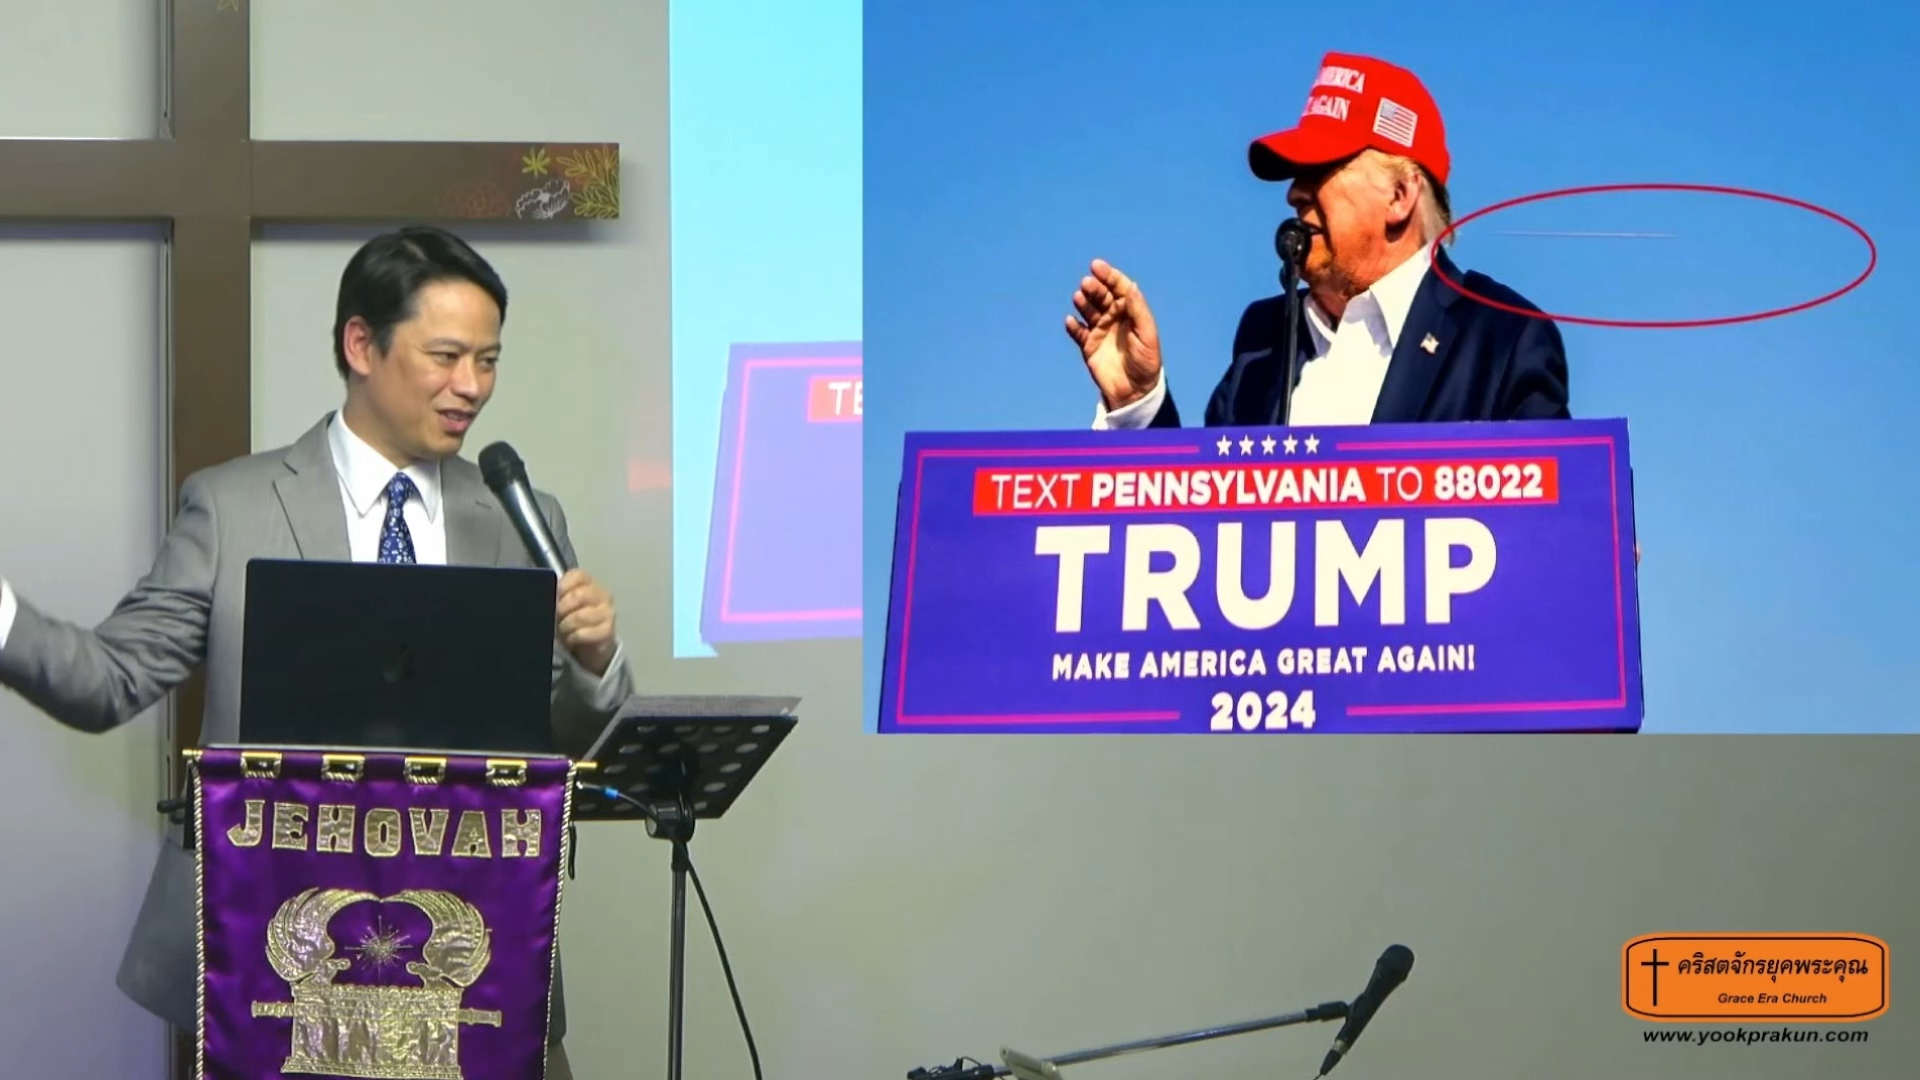 AGAIN
★★★★★
TEXT PENNSYLVANIA TO 88022
TRUMP
MAKE AMERICA GREAT AGAIN!
2024
TE
JEHOVAH
คริสตจักรยุคพระคุณ
Grace Era Church
www.yookprakun.com